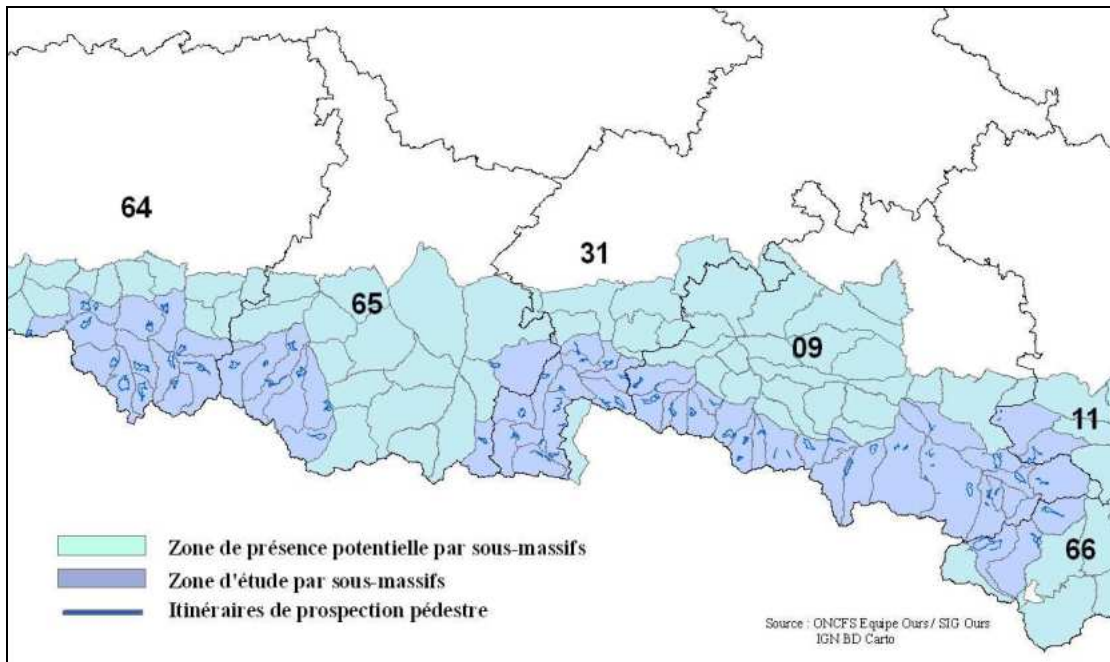 64
31
65
09
11
66
Zone de présence potentielle par sous-massifs
Zone d'étude par sous-massifs
Itinéraires de prospection pédestre
Source : ONCFS Equipe Ours / SIG Ours
IGN BD Carto